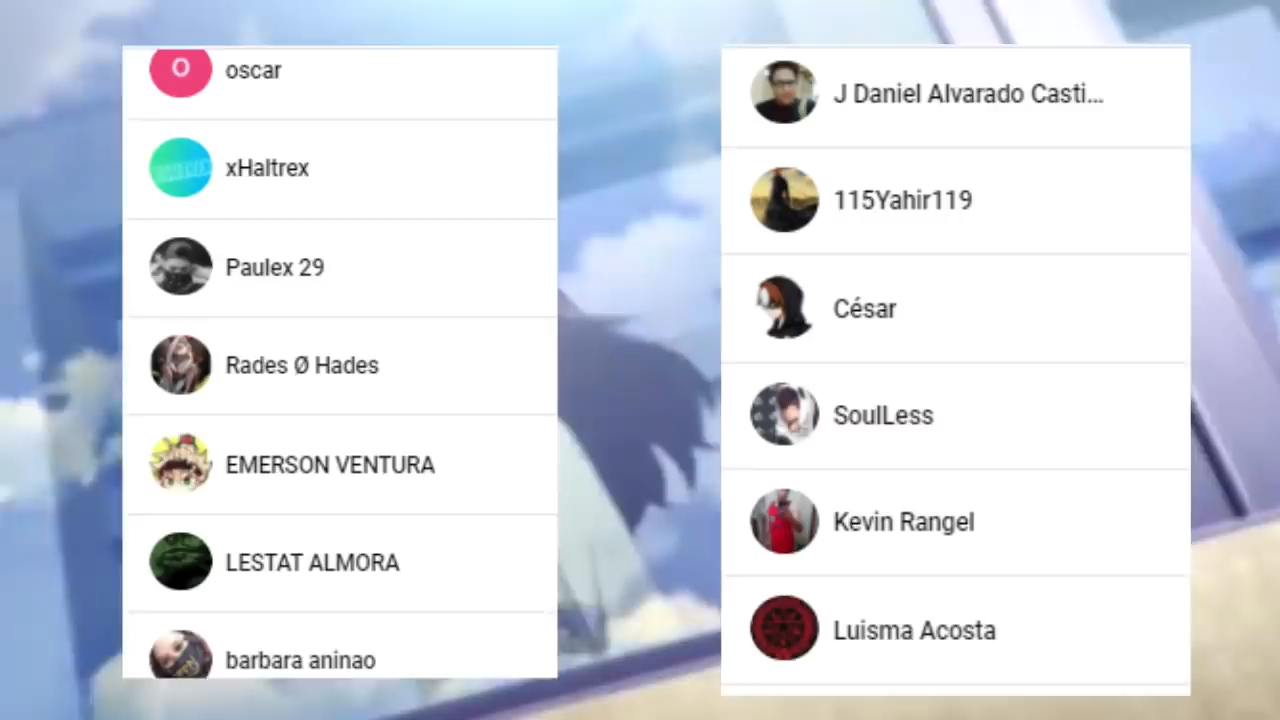 O
oscar
xHaltrex
Paulex 29
Rades Ø Hades
EMERSON VENTURA
LESTAT ALMORA
barbara aninao
J Daniel Alvarado Casti...
115Yahir119
César
SoulLess
Kevin Rangel
Luisma Acosta